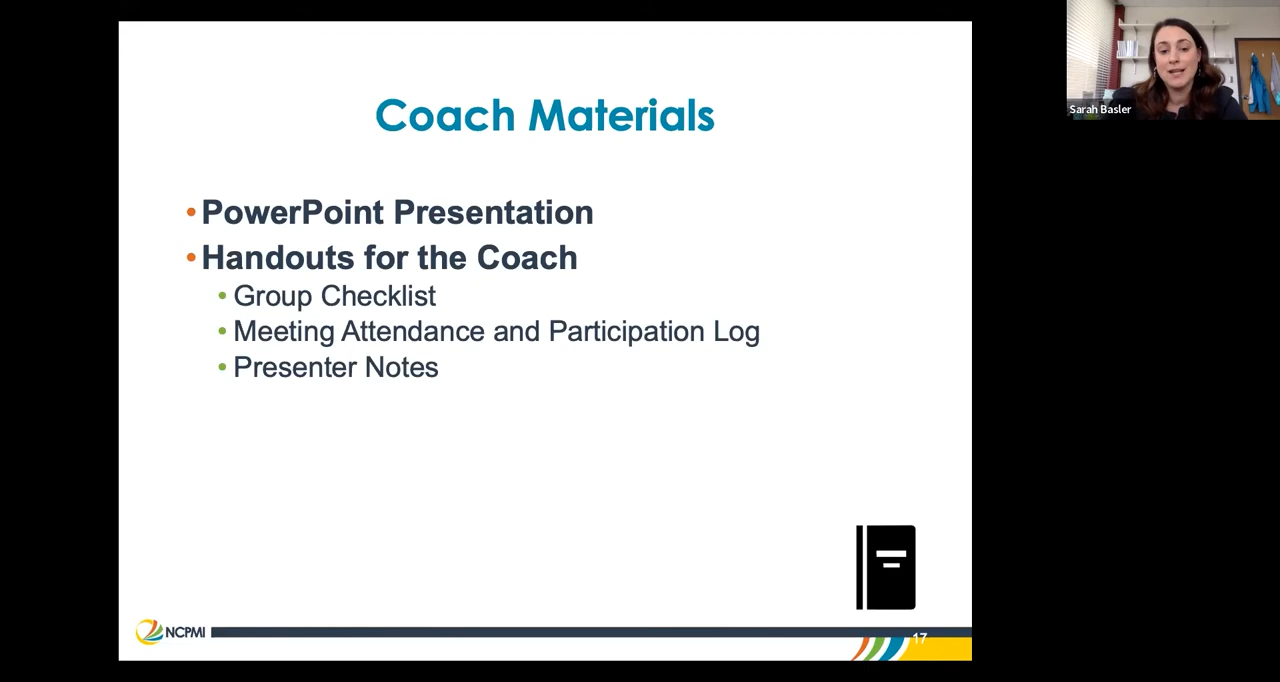 Coach Materials
• PowerPoint Presentation
• Handouts for the Coach
• Group Checklist
• Meeting Attendance and Participation Log
• Presenter Notes
NCPMI
17
Sarah Basler